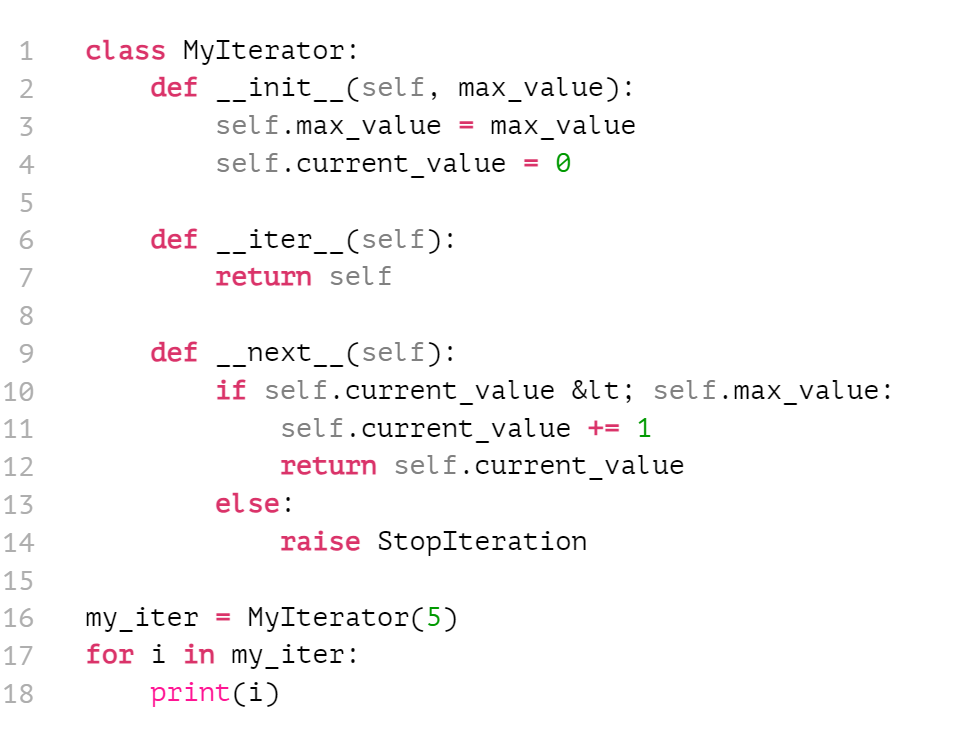 1 class MyIterator:
2     def __init__(self, max_value):
3         self.max_value = max_value
4         self.current_value = 0
5
6     def __iter__(self):
7         return self
8
9     def __next__(self):
10         if self.current_value &lt; self.max_value:
11             self.current_value += 1
12             return self.current_value
13         else:
14             raise StopIteration
15
16 my_iter = MyIterator(5)
17 for i in my_iter:
18     print(i)